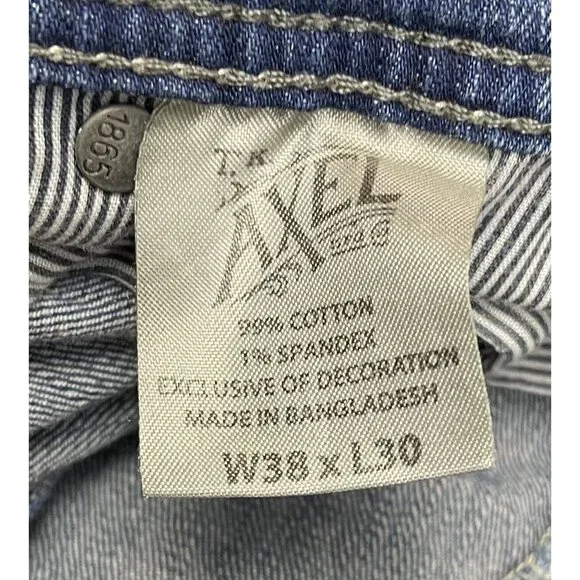 1865
AXEL
99% COTTON
1% SPANDEX
EXCLUSIVE OF DECORATION
MADE IN BANGLADESH
W38 x L30